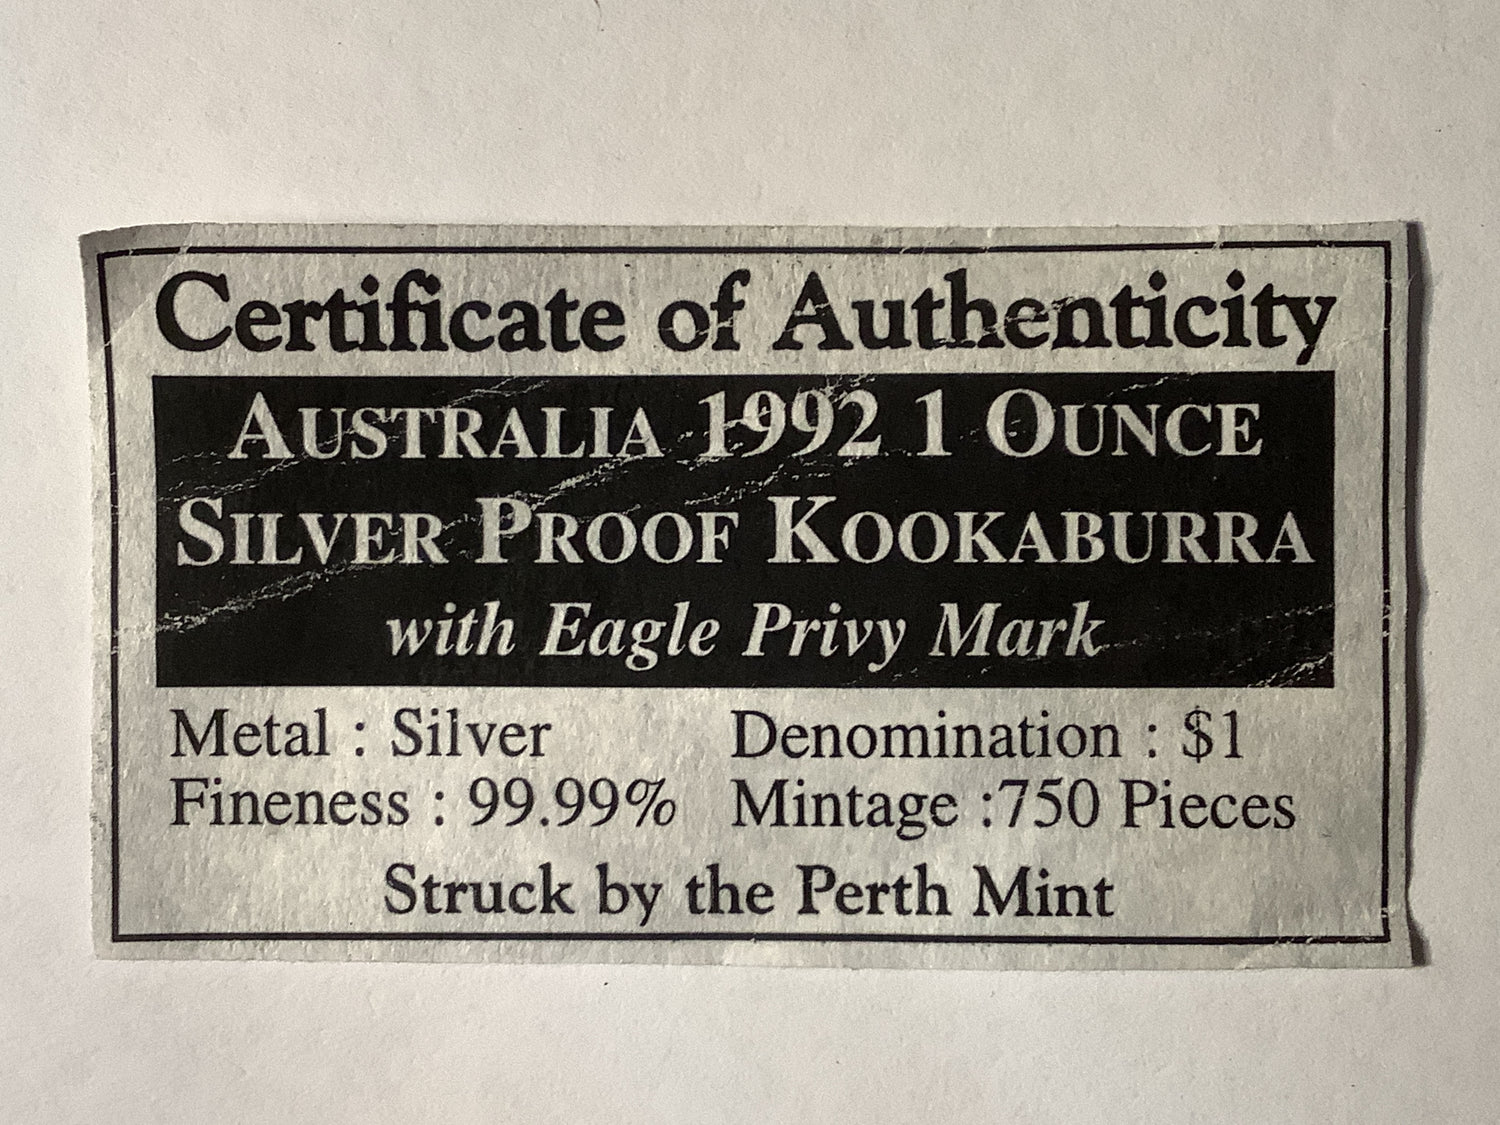 Certificate of Authenticity
AUSTRALIA 1992 1 OUNCE
SILVER PROOF KOOKABURRA
with Eagle Privy Mark
Metal : Silver Denomination : $1
Fineness : 99.99% Mintage :750 Pieces
Struck by the Perth Mint